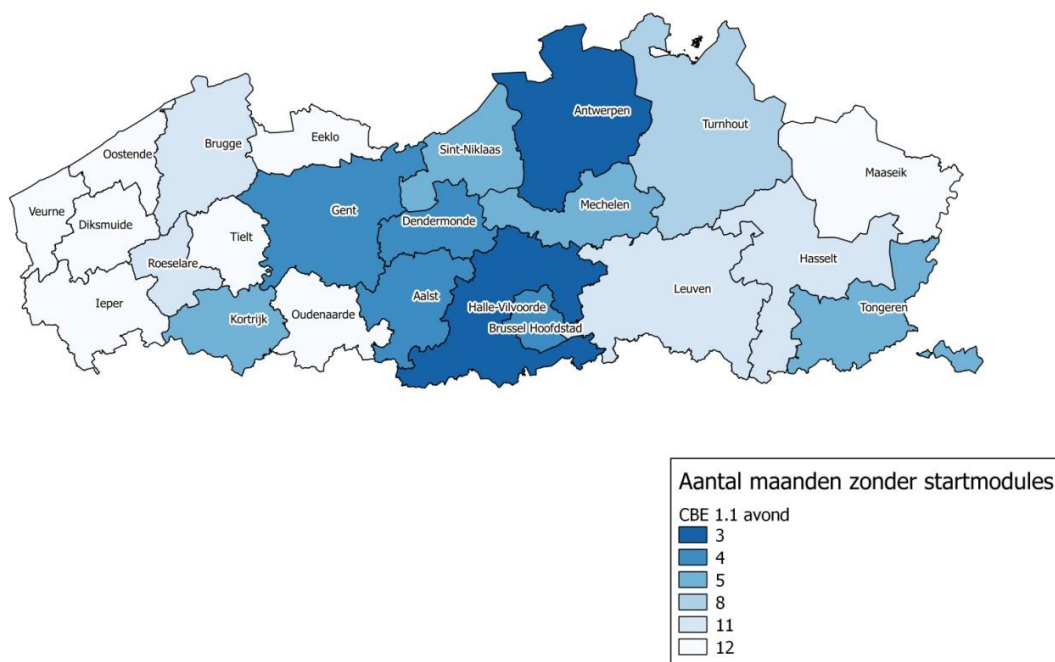 Antwerpen
Turnhout
Eeklo
Brugge
Sint-Niklaas
Oostende
Maaseik
Mechelen
Veurne
Gent
Dendermonde
Diksmuide
Tielt
Hasselt
Roeselare
Leuven
Aalst
Ieper
Halle-Vilvoorde
Tongeren
Oudenaarde
Kortrijk
Brussel Hoofdstad
Aantal maanden zonder startmodules
CBE 1.1 avond
3
4
5
8
11
12